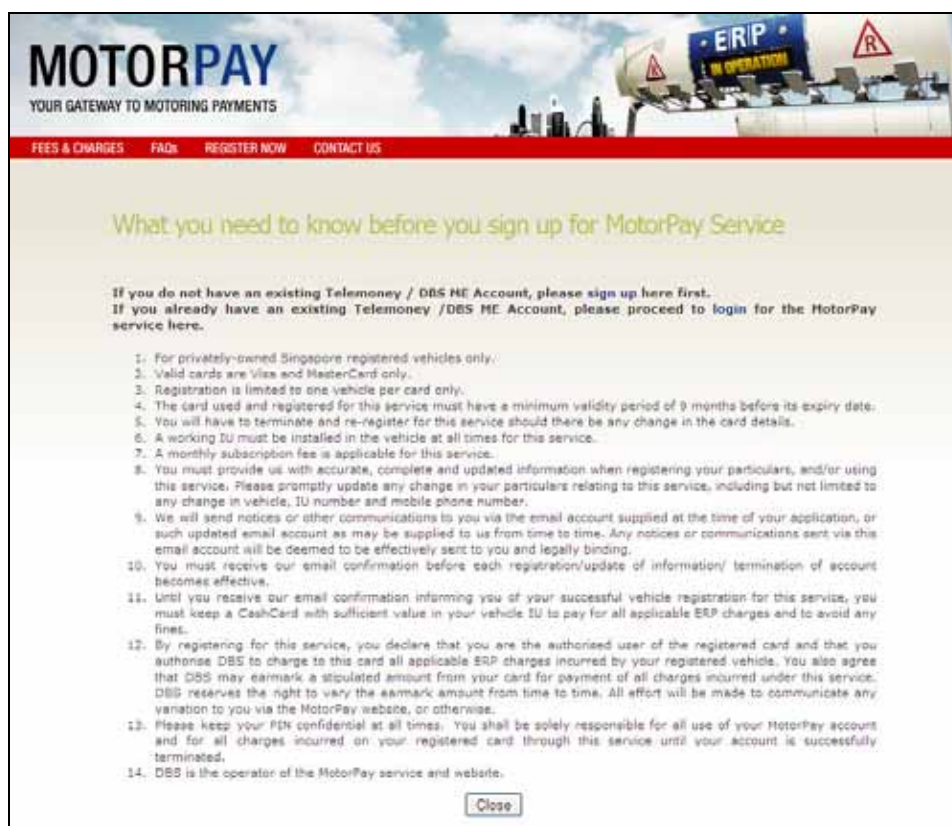 MOTORPAY
YOUR GATEWAY TO MOTORING PAYMENTS
ERP
IN OPERATION
R
R
FEES & CHARGES FAQs REGISTER NOW CONTACT US
What you need to know before you sign up for MotorPay Service
If you do not have an existing Telemoney / DBS ME Account, please sign up here first.
If you already have an existing Telemoney /DBS ME Account, please proceed to login for the MotorPay
service here.
1. For privately-owned Singapore registered vehicles only.
2. Valid cards are Visa and MasterCard only.
3. Registration is limited to one vehicle per card only.
4. The card used and registered for this service must have a minimum validity period of 9 months before its expiry date.
5. You will have to terminate and re-register for this service should there be any change in the card details.
6. A working IU must be installed in the vehicle at all times for this service.
7. A monthly subscription fee is applicable for this service.
8. You must provide us with accurate, complete and updated information when registering your particulars, and/or using
this service. Please promptly update any change in your particulars relating to this service, including but not limited to
any change in vehicle, IU number and mobile phone number.
9. We will send notices or other communications to you via the email account supplied at the time of your application, or
such updated email account as may be supplied to us from time to time. Any notices or communications sent via this
email account will be deemed to be effectively sent to you and legally binding.
10. You must receive our email confirmation before each registration/update of information/ termination of account
becomes effective.
11. Until you receive our email confirmation informing you of your successful vehicle registration for this service, you
must keep a CashCard with sufficient value in your vehicle IU to pay for all applicable ERP charges and to avoid any
fines.
12. By registering for this service, you declare that you are the authorised user of the registered card and that you
authorise DBS to charge to this card all applicable ERP charges incurred by your registered vehicle. You also agree
that DBS may earmark a stipulated amount from your card for payment of all charges incurred under this service.
DBS reserves the right to vary the earmark amount from time to time. All effort will be made to communicate any
variation to you via the MotorPay website, or otherwise.
13. Please keep your PIN confidential at all times. You shall be solely responsible for all use of your MotorPay account
and for all charges incurred on your registered card through this service until your account is successfully
terminated.
14. DBS is the operator of the MotorPay service and website.
Close